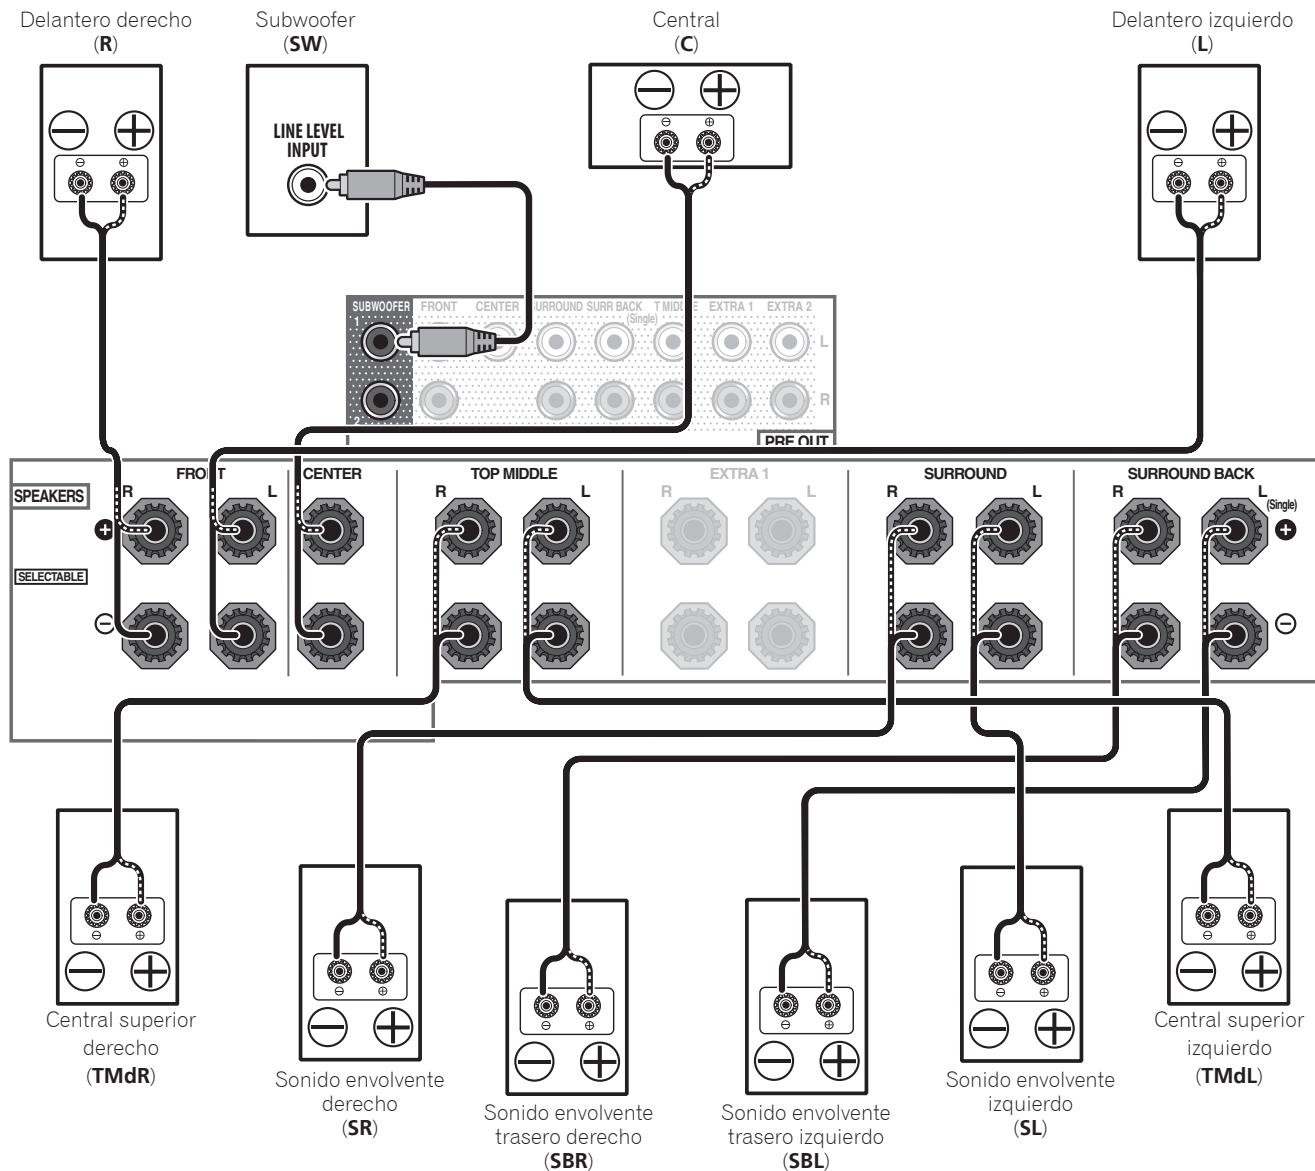 Delantero derecho
(R)
Subwoofer
(SW)
Central
(C)
Delantero izquierdo
(L)
LINE LEVEL
INPUT
SUBWOOFER FRONT CENTER SURROUND SURR BACK T MIDDLE EXTRA 1 EXTRA 2
(Single)
1
L
2
R
PRE OUT
SPEAKERS
FRONT CENTER TOP MIDDLE EXTRA 1 SURROUND SURROUND BACK
R L R L R L R L R L
(Single)
SELECTABLE
Central superior
derecho
(TMdR)
Sonido envolvente
derecho
(SR)
Sonido envolvente
trasero derecho
(SBR)
Sonido envolvente
trasero izquierdo
(SBL)
Sonido envolvente
izquierdo
(SL)
Central superior
izquierdo
(TMdL)